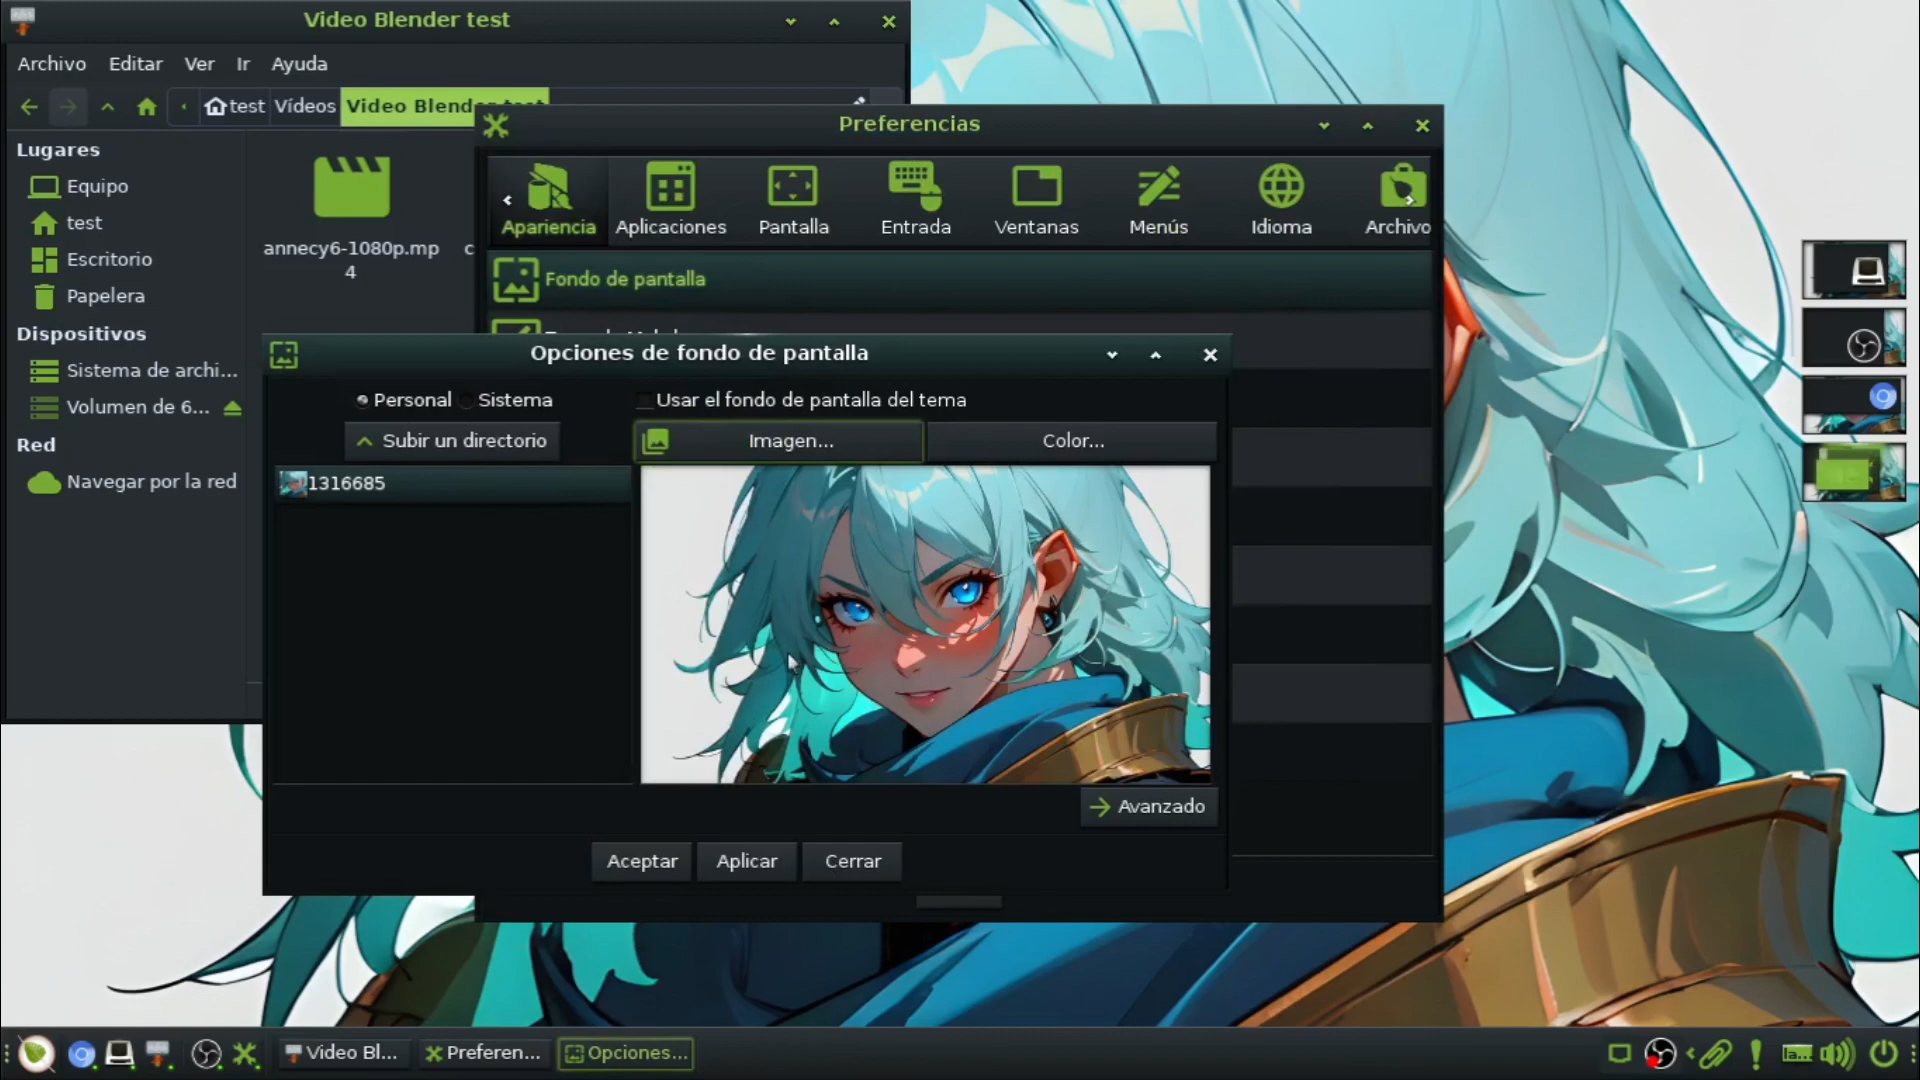 Video Blender test
Archivo Editar Ver Ir Ayuda
test Vídeos Video Blender test
Lugares
Equipo
test
Escritorio
Papelera
Dispositivos
Sistema de archi...
Volumen de 6...
Red
Navegar por la red
annecy6-1080p.mp
4
c
Preferencias
Apariencia Aplicaciones Pantalla Entrada Ventanas Menús Idioma Archivo
Fondo de pantalla
Opciones de fondo de pantalla
Personal Sistema Usar el fondo de pantalla del tema
Subir un directorio Imagen... Color...
1316685
Avanzado
Aceptar Aplicar Cerrar
Video Bl... Preferen... Opciones...